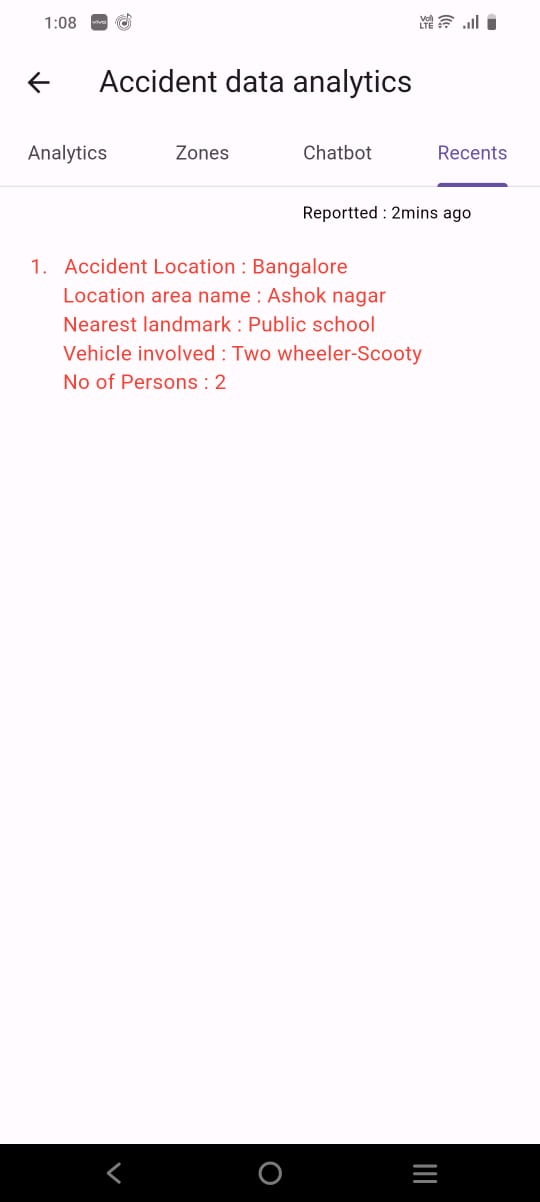 1:08 vivo Vo) LTE
Accident data analytics
Analytics Zones Chatbot Recents
Reportted : 2mins ago
1. Accident Location : Bangalore
Location area name : Ashok nagar
Nearest landmark : Public school
Vehicle involved : Two wheeler-Scooty
No of Persons : 2